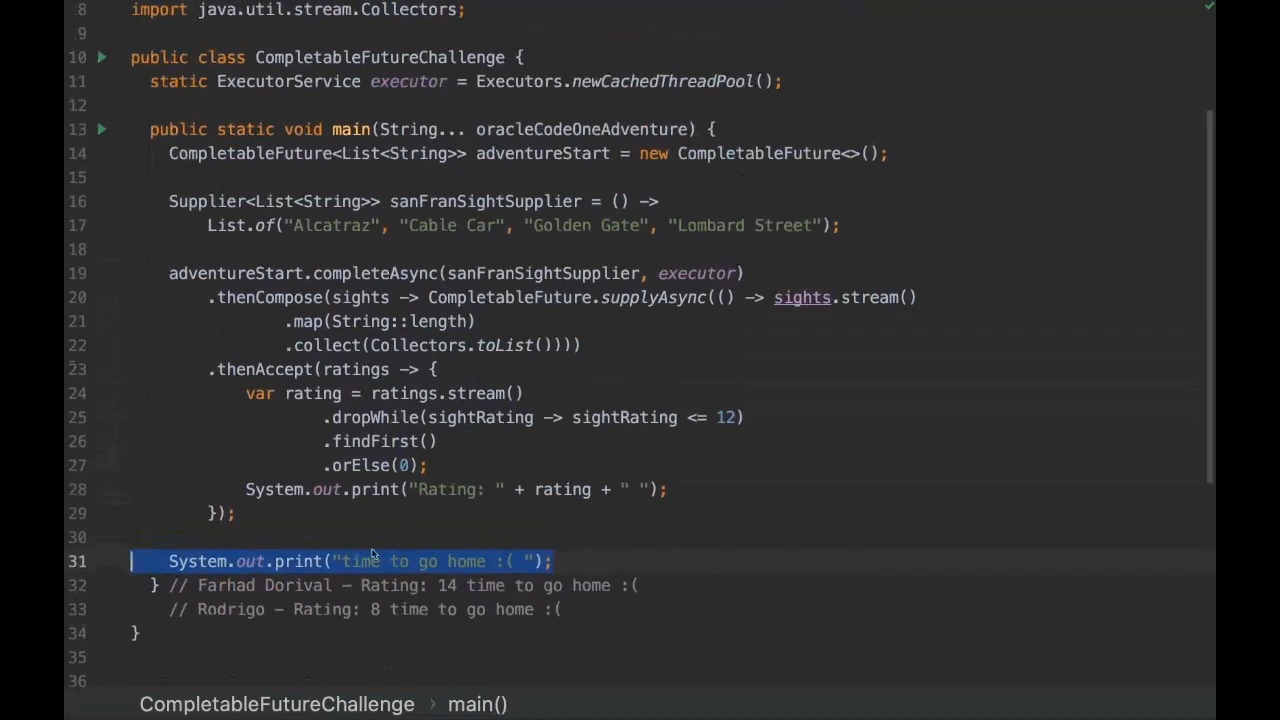 8 import java.util.stream.Collectors;
9
10 public class CompletableFutureChallenge {
11 static ExecutorService executor = Executors.newCachedThreadPool();
12
13 public static void main(String... oracleCodeOneAdventure) {
14 CompletableFuture<List<String>> adventureStart = new CompletableFuture<>();
15
16 Supplier<List<String>> sanFranSightSupplier = () ->
17 List.of("Alcatraz", "Cable Car", "Golden Gate", "Lombard Street");
18
19 adventureStart.completeAsync(sanFranSightSupplier, executor)
20 .thenCompose(sights -> CompletableFuture.supplyAsync(() -> sights.stream()
21 .map(String::length)
22 .collect(Collectors.toList())))
23 .thenAccept(ratings -> {
24 var rating = ratings.stream()
25 .dropWhile(sightRating -> sightRating <= 12)
26 .findFirst()
27 .orElse(0);
28 System.out.print("Rating: " + rating + " ");
29 });
30
31 System.out.print("time to go home :( ");
32 } // Farhad Dorival - Rating: 14 time to go home :(
33 // Rodrigo - Rating: 8 time to go home :(
34 }
35
36
CompletableFutureChallenge › main()